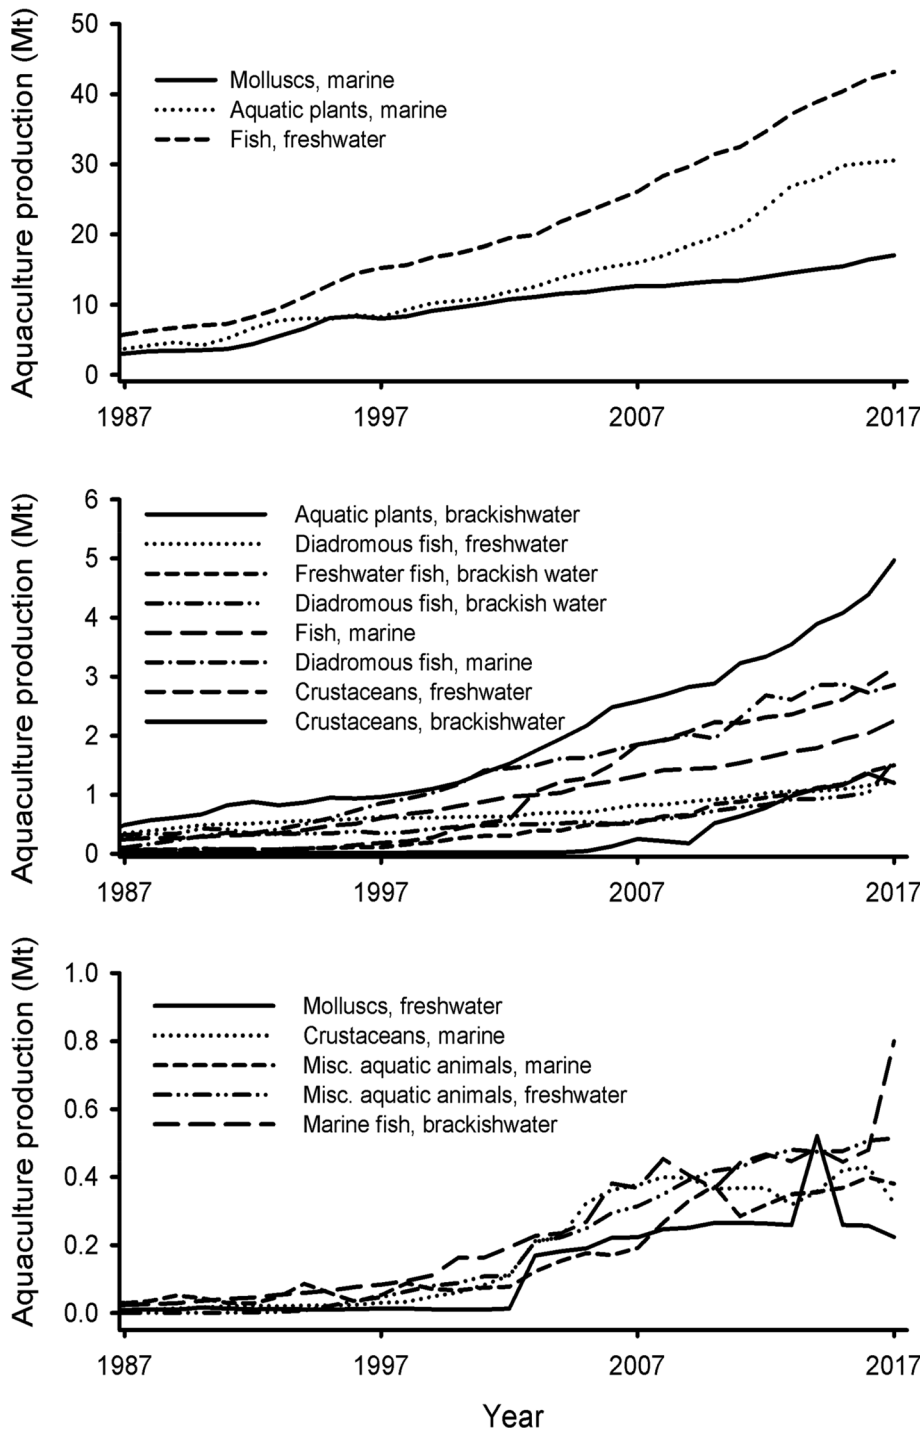 Aquaculture production (Mt)
50
40
30
20
10
0
Molluscs, marine
Aquatic plants, marine
Fish, freshwater
1987
1997
2007
2017
Aquaculture production (Mt)
6
5
4
3
2
1
0
Aquatic plants, brackishwater
Diadromous fish, freshwater
Freshwater fish, brackish water
Diadromous fish, brackish water
Fish, marine
Diadromous fish, marine
Crustaceans, freshwater
Crustaceans, brackishwater
1987
1997
2007
2017
Aquaculture production (Mt)
1.0
0.8
0.6
0.4
0.2
0.0
Molluscs, freshwater
Crustaceans, marine
Misc. aquatic animals, marine
Misc. aquatic animals, freshwater
Marine fish, brackishwater
1987
1997
2007
2017
Year